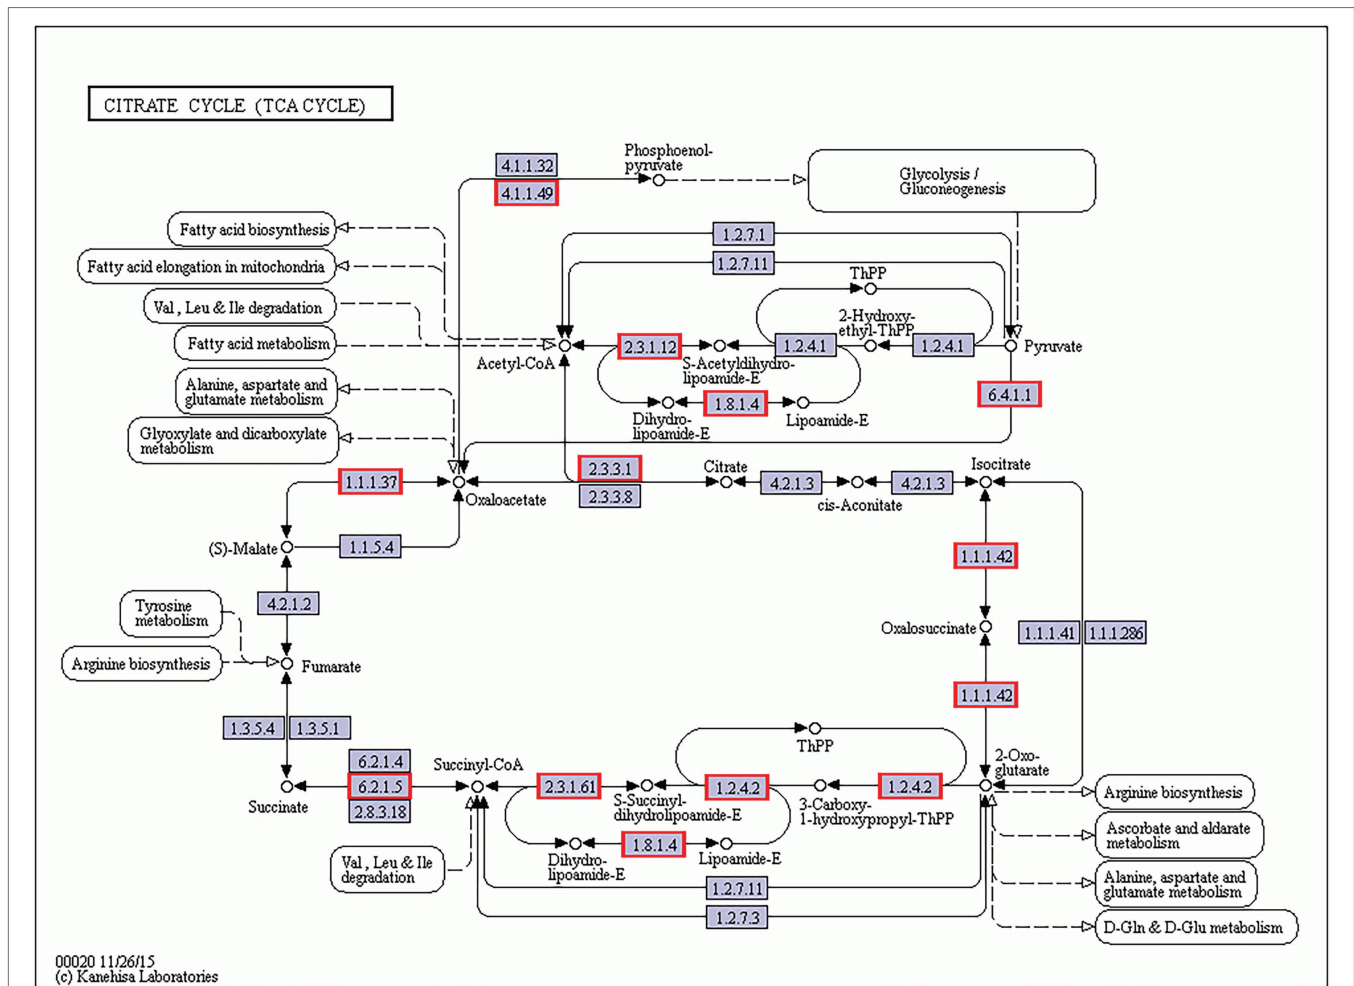 CITRATE CYCLE (TCA CYCLE)
Phosphoenol-
pyruvate
4.1.1.32
4.1.1.49
Glycolysis /
Gluconeogenesis
Fatty acid biosynthesis
Fatty acid elongation in mitochondria
Val , Leu & Ile degradation
Fatty acid metabolism
Alanine, aspartate and
glutamate metabolism
Glyoxylate and dicarboxylate
metabolism
1.2.7.1
1.2.7.11
ThPP
2-Hydroxy-
ethyl-ThPP
Acetyl-CoA
2.3.1.12
S-Acetyldihydro-
lipoamide-E
1.2.4.1
1.2.4.1
Pyruvate
Dihydro-
lipoamide-E
1.8.1.4
Lipoamide-E
6.4.1.1
1.1.1.37
Oxaloacetate
2.3.3.1
2.3.3.8
Citrate
4.2.1.3
cis-Aconitate
4.2.1.3
Isocitrate
(S)-Malate
1.1.5.4
1.1.1.42
4.2.1.2
Tyrosine
metabolism
Arginine biosynthesis
Fumarate
Oxalosuccinate
1.1.1.41
1.1.1.286
1.1.1.42
1.3.5.4
1.3.5.1
ThPP
6.2.1.4
6.2.1.5
2.8.3.18
Succinate
Succinyl-CoA
2.3.1.61
S-Succinyl-
dihydrolipoamide-E
1.2.4.2
3-Carboxy-
1-hydroxypropyl-ThPP
1.2.4.2
2-Oxo-
glutarate
Dihydro-
lipoamide-E
1.8.1.4
Lipoamide-E
Val , Leu & Ile
degradation
1.2.7.11
1.2.7.3
Arginine biosynthesis
Ascorbate and aldarate
metabolism
Alanine, aspartate and
glutamate metabolism
D-Gln & D-Glu metabolism
00020 11/26/15
(c) Kanehisa Laboratories